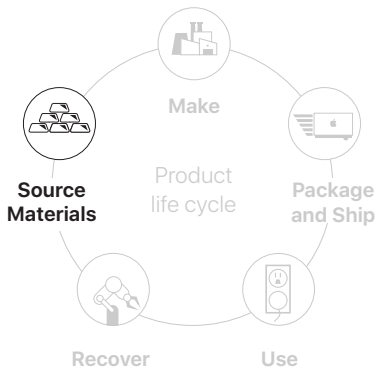 Make
Source
Materials
Product
life cycle
Package
and Ship
Recover
Use